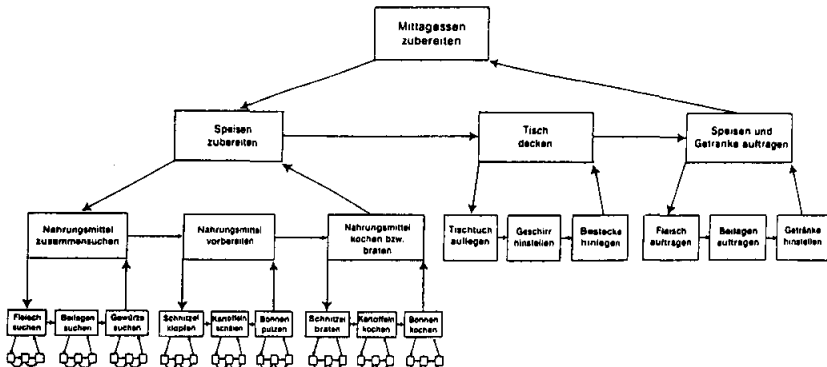 Mittagessen
zubereiten
Speisen
zubereiten
Tisch
decken
Speisen und
Getränke auftragen
Nahrungsmittel
zusammensuchen
Nahrungsmittel
vorbereiten
Nahrungsmittel
kochen bzw.
braten
Tischtuch
auflegen
Geschirr
hinstellen
Bestecke
hinlegen
Fleisch
auftragen
Beilagen
auftragen
Getränke
hinstellen
Fleisch
suchen
Beilagen
suchen
Gewürze
suchen
Schnitzel
klopfen
Kartoffeln
schälen
Bohnen
putzen
Schnitzel
braten
Kartoffeln
kochen
Bohnen
kochen